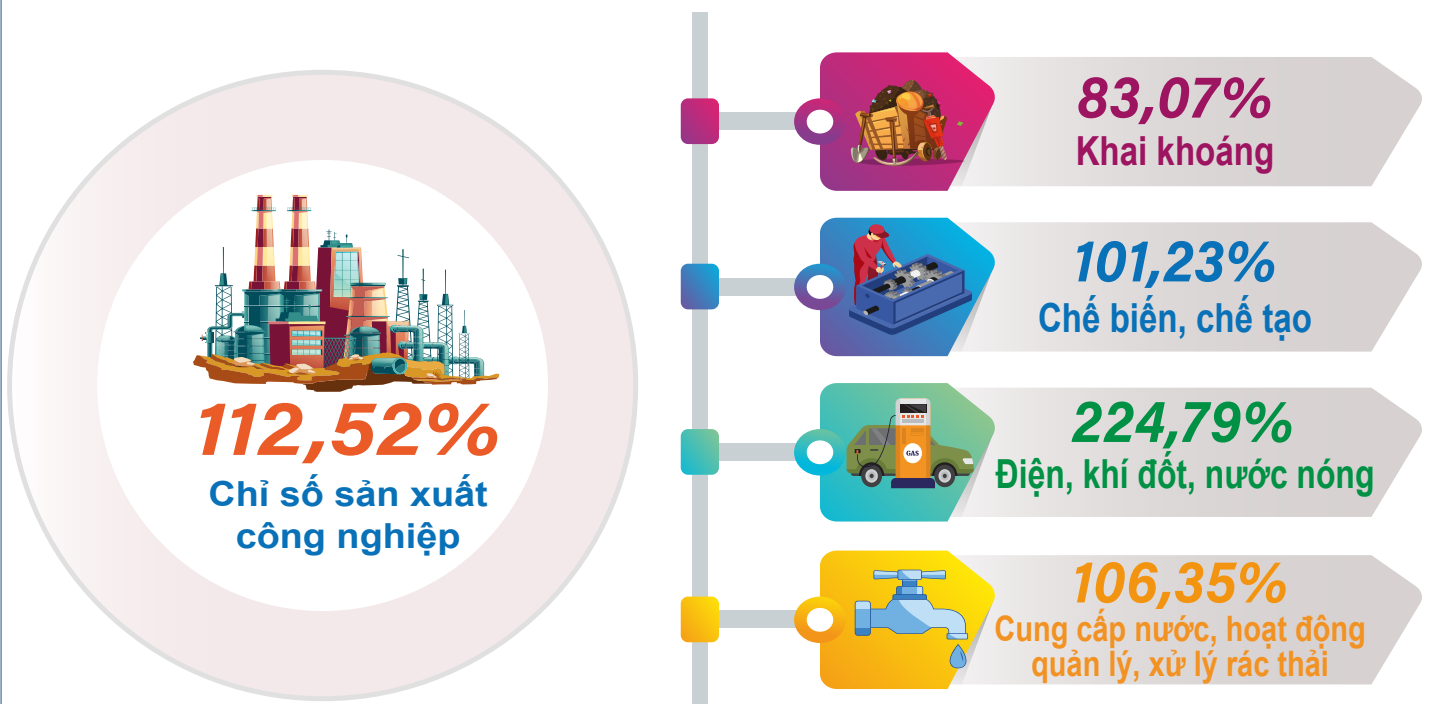 112,52%
Chỉ số sản xuất
công nghiệp
83,07%
Khai khoáng
101,23%
Chế biến, chế tạo
GAS
224,79%
Điện, khí đốt, nước nóng
106,35%
Cung cấp nước, hoạt động
quản lý, xử lý rác thải